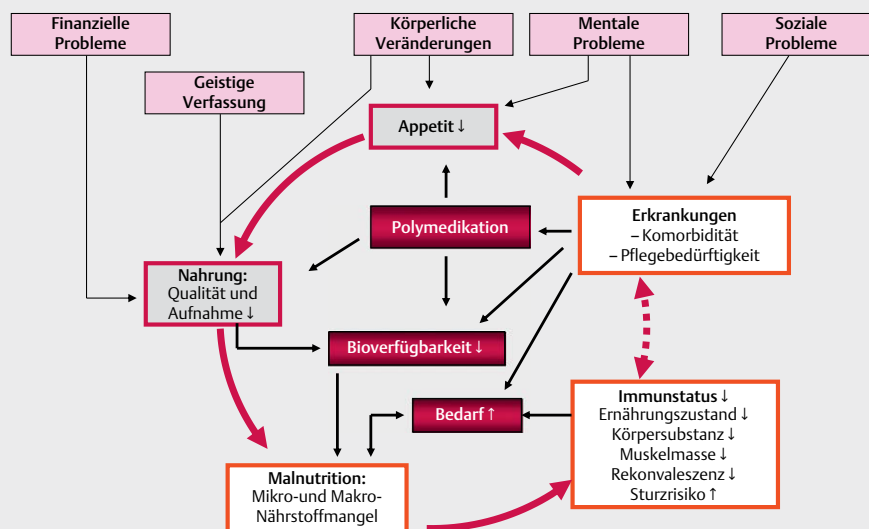 Finanzielle
Probleme
Körperliche
Veränderungen
Mentale
Probleme
Soziale
Probleme
Geistige
Verfassung
Appetit ↓
Polymedikation
Erkrankungen
– Komorbidität
– Pflegebedürftigkeit
Nahrung:
Qualität und
Aufnahme ↓
Bioverfügbarkeit ↓
Bedarf ↑
Immunstatus ↓
Ernährungszustand ↓
Körpersubstanz ↓
Muskelmasse ↓
Rekonvaleszenz ↓
Sturzrisiko ↑
Malnutrition:
Mikro-und Makro-
Nährstoffmangel